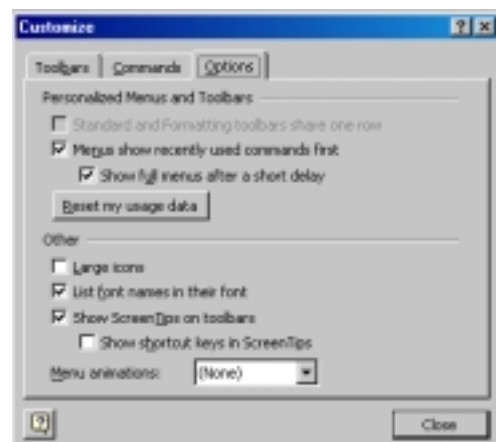 Customize
Toolbars Commands Options
Personalized Menus and Toolbars
Standard and Formatting toolbars share one row
Menus show recently used commands first
Show full menus after a short delay
Reset my usage data
Other
Large icons
List font names in their font
Show ScreenTips on toolbars
Show shortcut keys in ScreenTips
Menu animations: (None)
Close